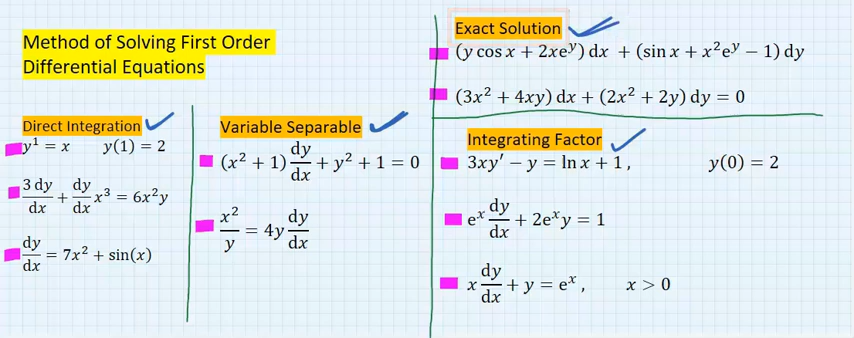 Method of Solving First Order
Differential Equations
Direct Integration
y¹ = x y(1) = 2
3 dy/dx + dy/dx x³ = 6x²y
dy/dx = 7x² + sin(x)
Variable Separable
(x² + 1) dy/dx + y² + 1 = 0
x²/y = 4y dy/dx
Exact Solution
(y cos x + 2xeʸ) dx + (sin x + x²eʸ − 1) dy
(3x² + 4xy) dx + (2x² + 2y) dy = 0
Integrating Factor
3xy′ − y = ln x + 1, y(0) = 2
eˣ dy/dx + 2eˣy = 1
x dy/dx + y = eˣ, x > 0